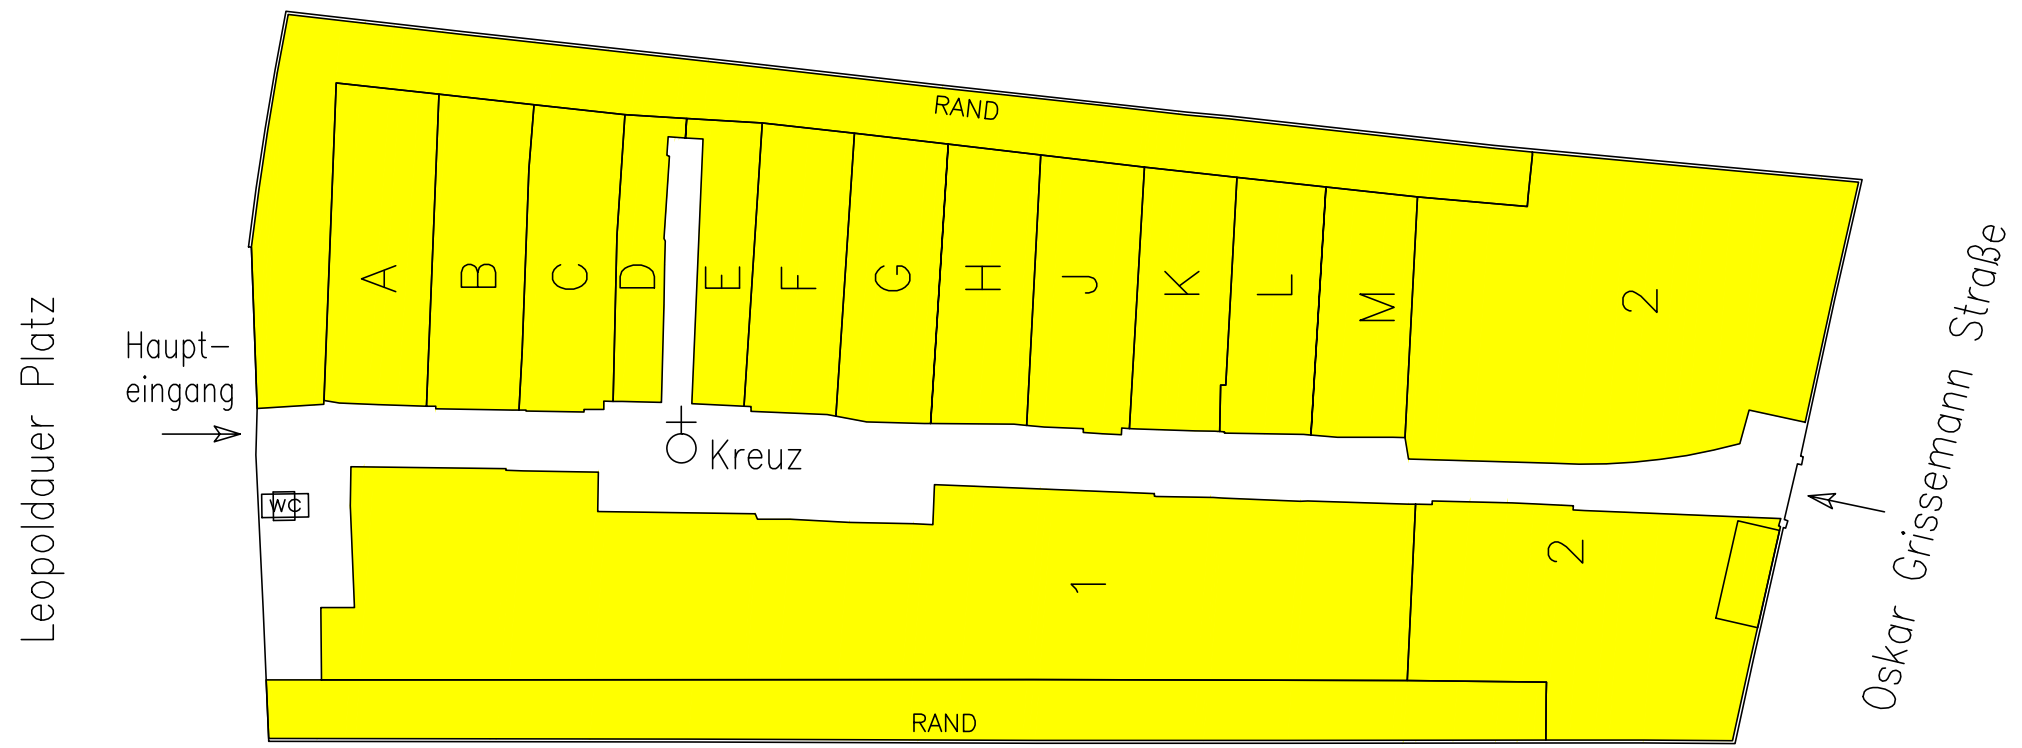 RAND
A
B
C
D
E
F
G
H
J
K
L
M
2
Leopoldauer Platz
Haupt-
eingang
Kreuz
WC
1
2
Oskar Grissemann Straße
RAND